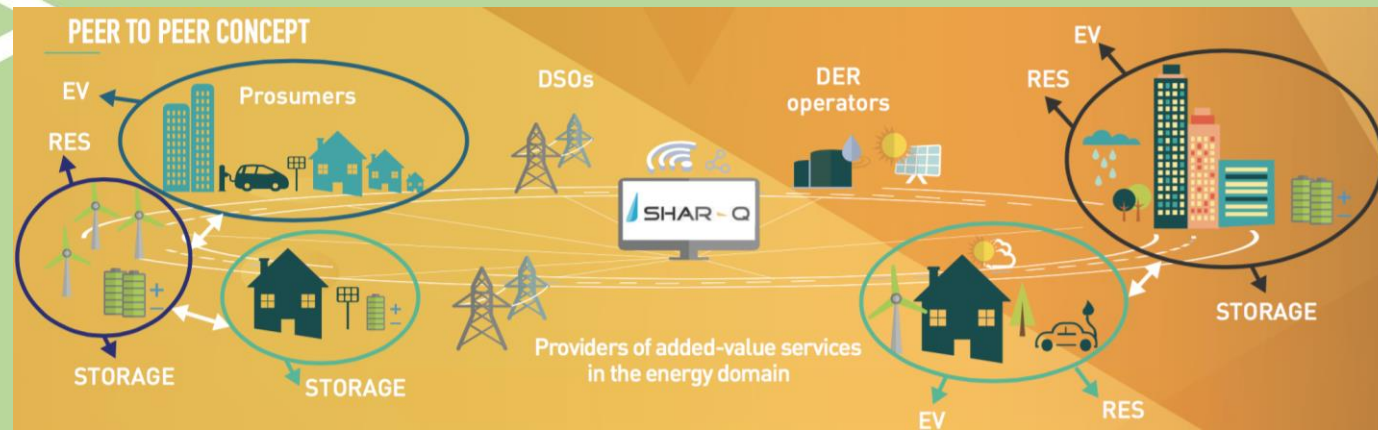 PEER TO PEER CONCEPT
EV
Prosumers
RES
STORAGE
STORAGE
DSOs
SHAR-Q
DER
operators
Providers of added-value services
in the energy domain
EV
RES
STORAGE
EV
RES